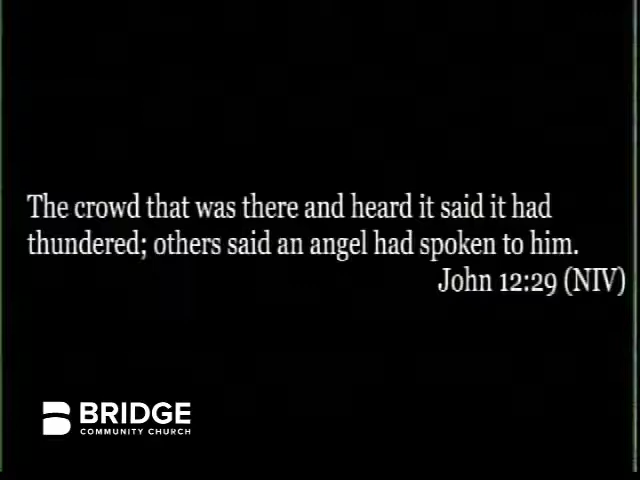 The crowd that was there and heard it said it had
thundered; others said an angel had spoken to him.
John 12:29 (NIV)
BRIDGE
COMMUNITY CHURCH